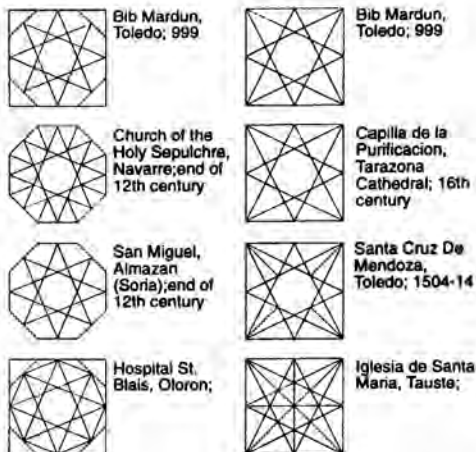 Bib Mardun,
Toledo; 999
Church of the
Holy Sepulchre,
Navarre;end of
12th century
San Miguel,
Almazan
(Soria);end of
12th century
Hospital St.
Blais, Oloron;
Bib Mardun,
Toledo; 999
Capilla de la
Purificacion,
Tarazona
Cathedral; 16th
century
Santa Cruz De
Mendoza,
Toledo; 1504-14
Iglesia de Santa
Maria, Tauste;